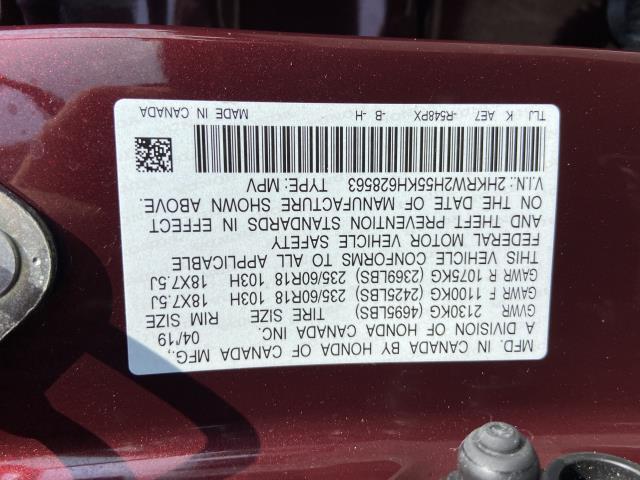 MFD. IN CANADA BY HONDA OF CANADA MFG.,
A DIVISION OF HONDA CANADA INC. 04/19
GVWR 2130KG (4695LBS) TIRE SIZE RIM SIZE
GAWR F 1100KG (2425LBS) 235/60R18 103H 18X7.5J
GAWR R 1075KG (2369LBS) 235/60R18 103H 18X7.5J
THIS VEHICLE CONFORMS TO ALL APPLICABLE
FEDERAL MOTOR VEHICLE SAFETY
AND THEFT PREVENTION STANDARDS IN EFFECT
ON THE DATE OF MANUFACTURE SHOWN ABOVE.
V.I.N.: 2HKRW2H55KH628563 TYPE: MPV
TLJ K AE7 -R548PX -B -H MADE IN CANADA